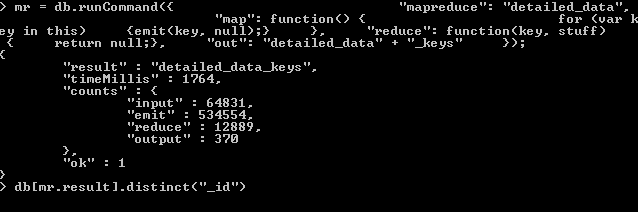 > mr = db.runCommand({ "mapreduce": "detailed_data",
"map": function() { for (var k
ey in this) {emit(key, null);} }, "reduce": function(key, stuff)
{ return null;}, "out": "detailed_data" + "_keys" });
{
"result" : "detailed_data_keys",
"timeMillis" : 1764,
"counts" : {
"input" : 64831,
"emit" : 534554,
"reduce" : 12889,
"output" : 370
},
"ok" : 1
}
> db[mr.result].distinct("_id")